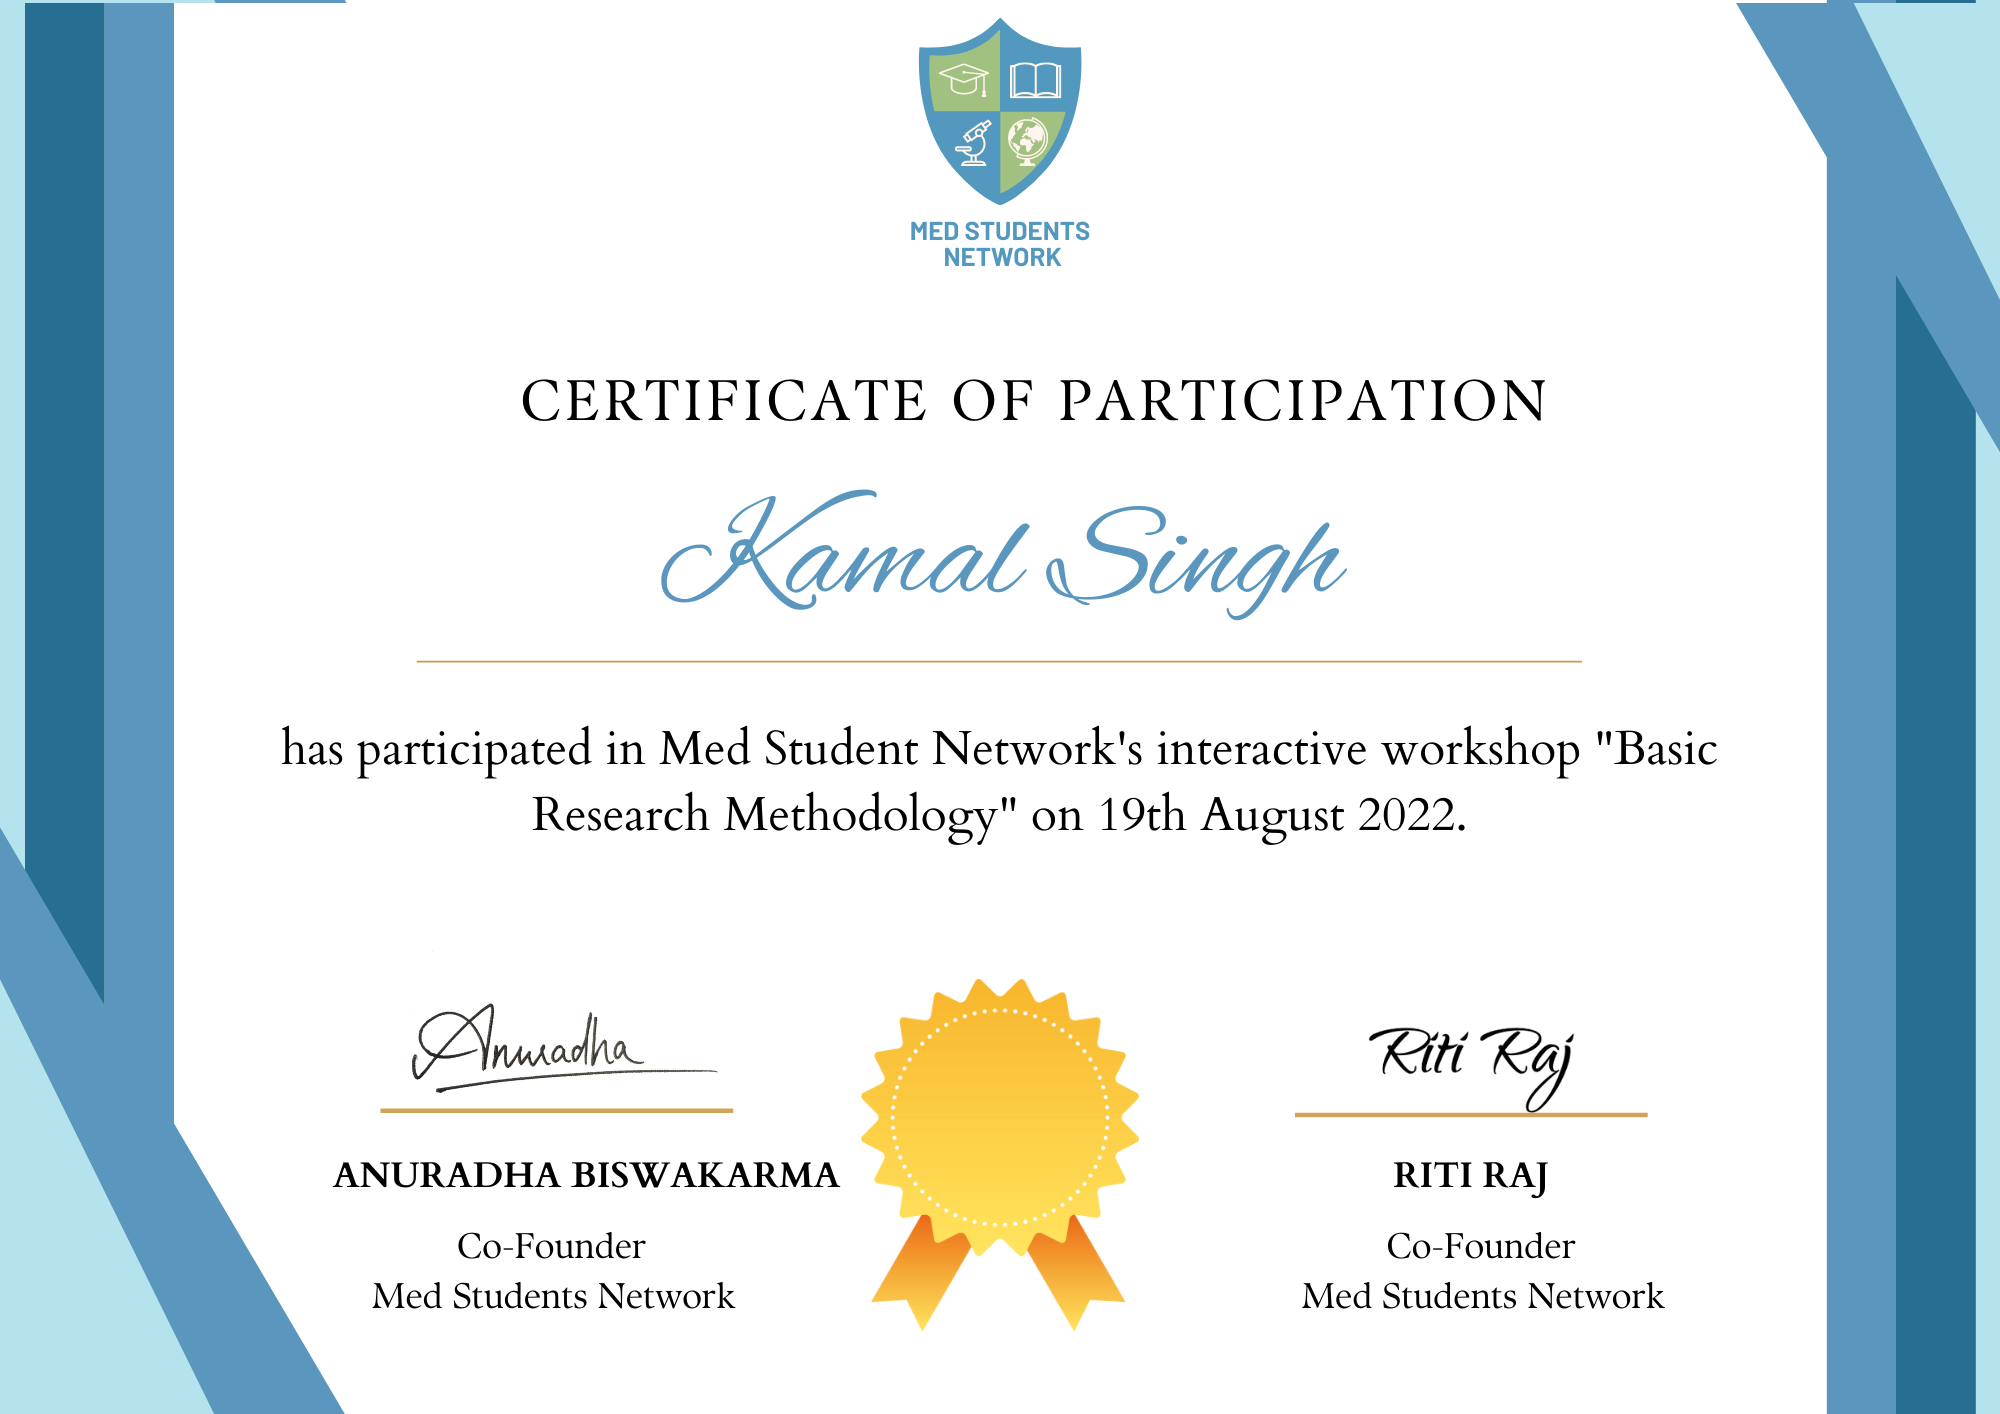 MED STUDENTS
NETWORK
CERTIFICATE OF PARTICIPATION
Kamal Singh
has participated in Med Student Network's interactive workshop "Basic
Research Methodology" on 19th August 2022.
Anuradha
Riti Raj
ANURADHA BISWAKARMA
RITI RAJ
Co-Founder
Med Students Network
Co-Founder
Med Students Network